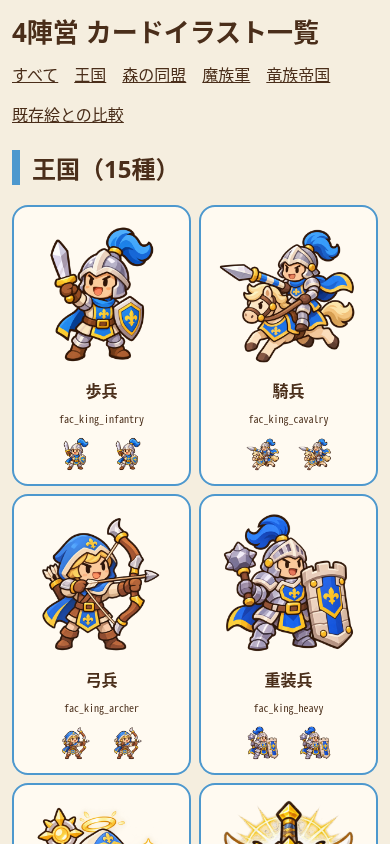 4陣営 カードイラスト一覧
すべて 王国 森の同盟 魔族軍 竜族帝国
既存絵との比較
王国（15種）
歩兵
fac_king_infantry
騎兵
fac_king_cavalry
弓兵
fac_king_archer
重装兵
fac_king_heavy